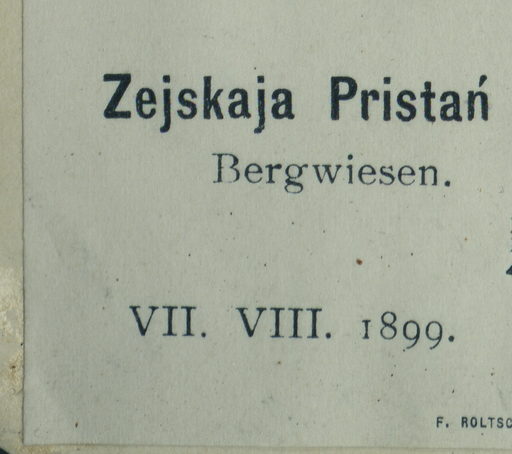 Zejskaja Pristań
Bergwiesen.
VII. VIII. 1899.
F.